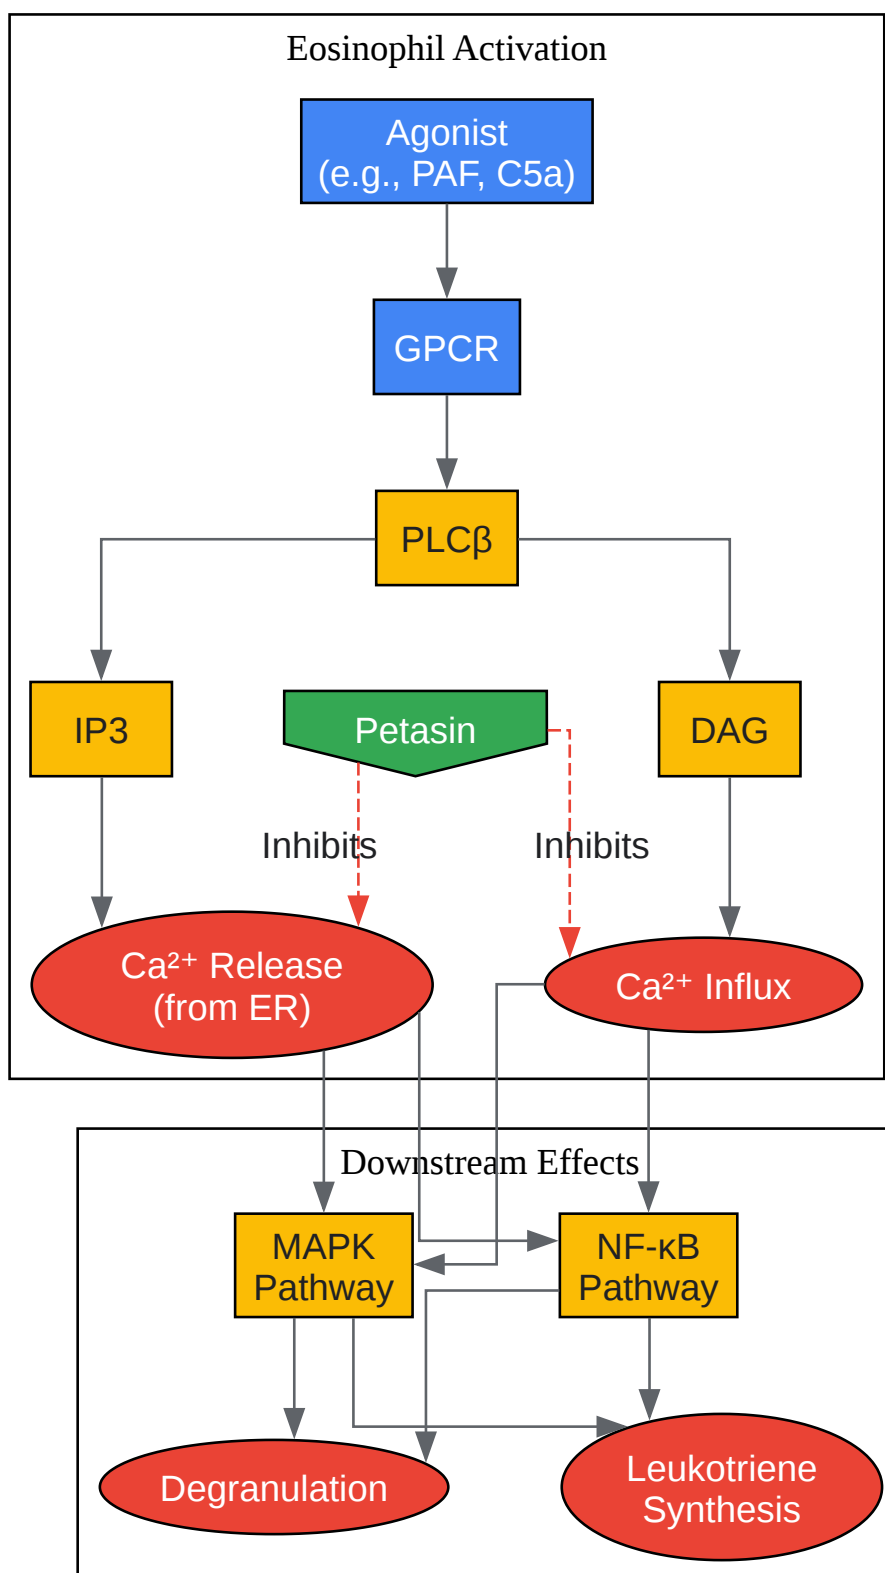 Eosinophil Activation
Agonist
(e.g., PAF, C5a)
GPCR
PLCβ
IP3
Petasin
DAG
Inhibits
Inhibits
Ca²⁺ Release
(from ER)
Ca²⁺ Influx
Downstream Effects
MAPK
Pathway
NF-κB
Pathway
Degranulation
Leukotriene
Synthesis